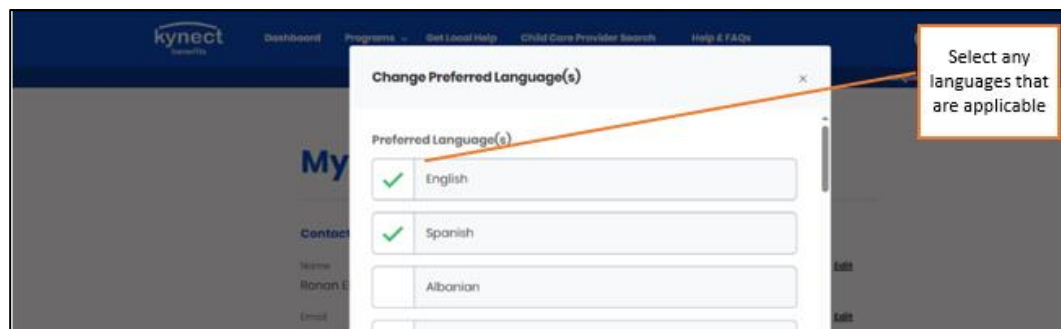 kynect
benefits
Dashboard Programs Get Local Help Child Care Provider Search Help & FAQs
Select any
languages that
are applicable
Change Preferred Language(s) ×
Preferred Language(s)
My
English
Contact
Spanish
Name
Edit
Ronan E
Albanian
Email
Edit